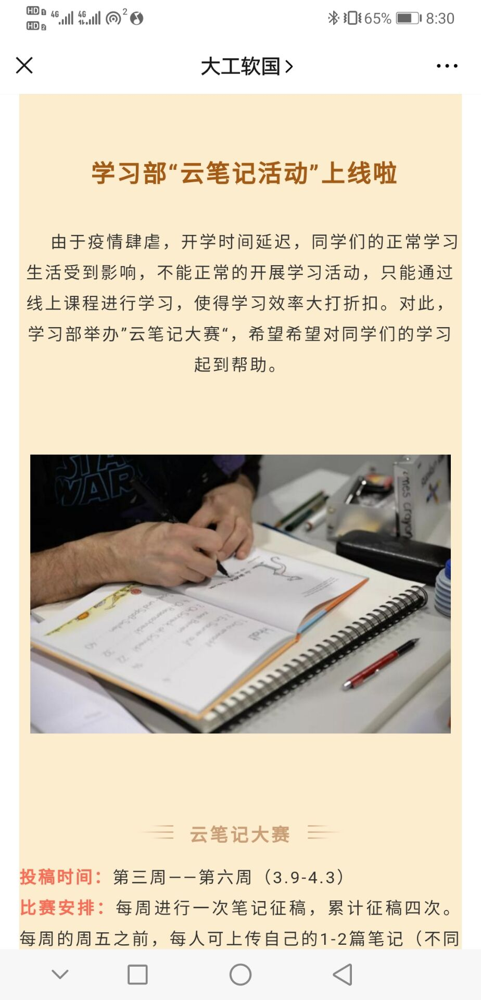 HD 1 4G 4G 2 65% 8:30
HD 2
大工软国
学习部“云笔记活动”上线啦
由于疫情肆虐，开学时间延迟，同学们的正常学习
生活受到影响，不能正常的开展学习活动，只能通过
线上课程进行学习，使得学习效率大打折扣。对此，
学习部举办”云笔记大赛“，希望希望对同学们的学习
起到帮助。
STAR
WAR
云笔记大赛
投稿时间：第三周——第六周（3.9-4.3）
比赛安排：每周进行一次笔记征稿，累计征稿四次。
每周的周五之前，每人可上传自己的1-2篇笔记（不同